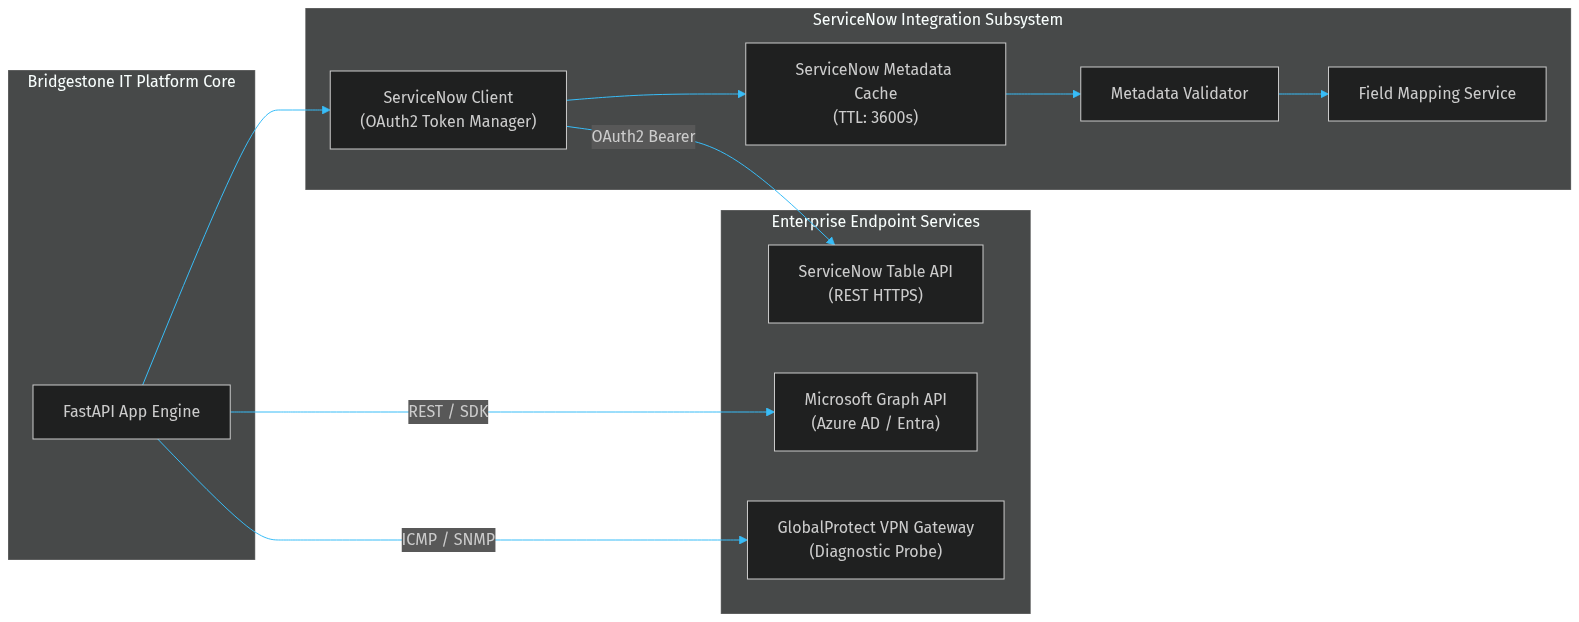 ServiceNow Integration Subsystem
Bridgestone IT Platform Core
ServiceNow Client
(OAuth2 Token Manager)
ServiceNow Metadata
Cache
(TTL: 3600s)
Metadata Validator
Field Mapping Service
OAuth2 Bearer
Enterprise Endpoint Services
ServiceNow Table API
(REST HTTPS)
FastAPI App Engine
REST / SDK
Microsoft Graph API
(Azure AD / Entra)
ICMP / SNMP
GlobalProtect VPN Gateway
(Diagnostic Probe)